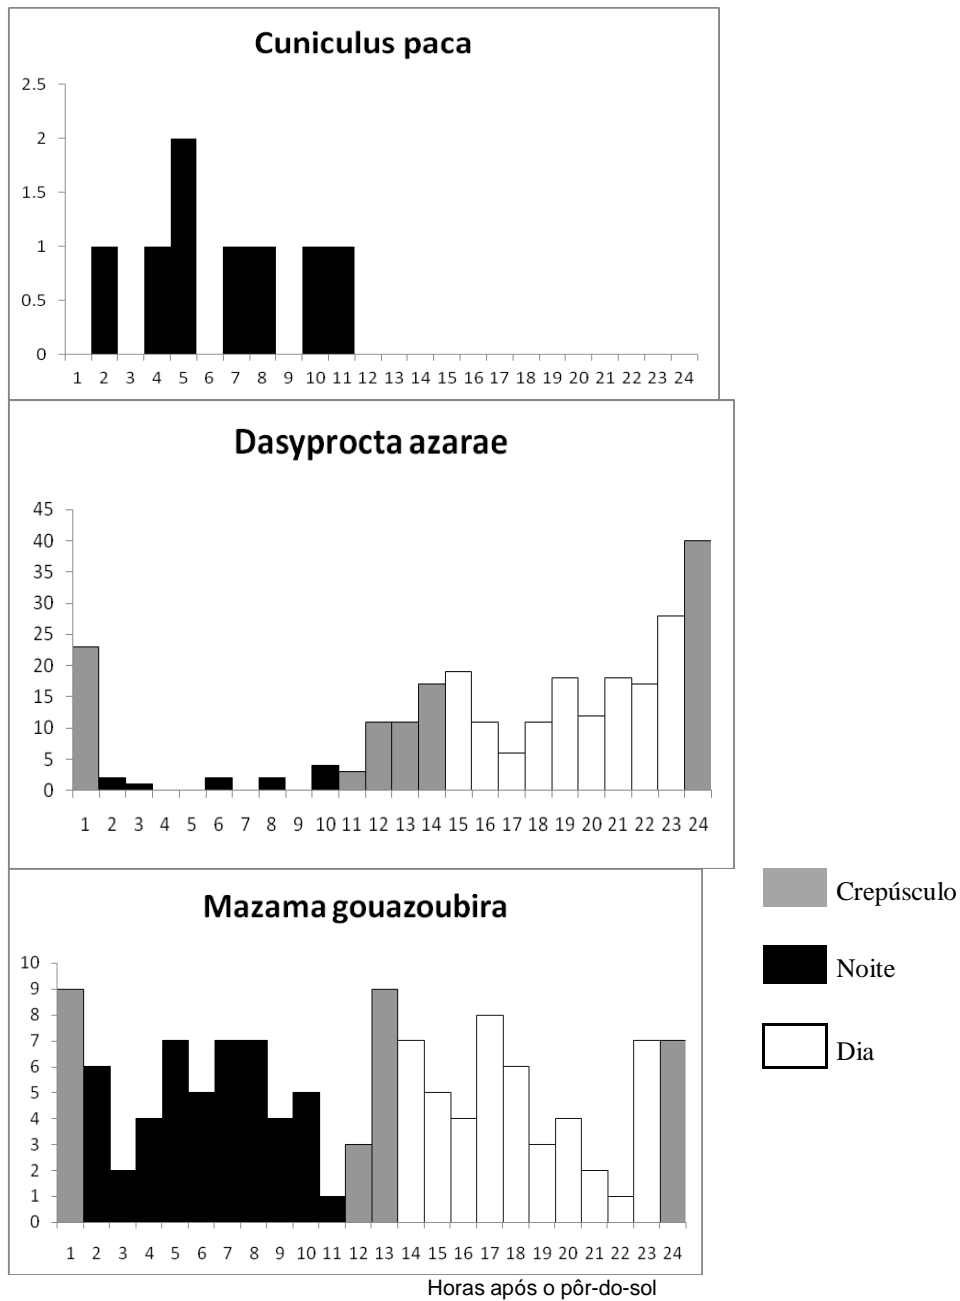 Cuniculus paca
2.5
2
1.5
1
0.5
0
1 2 3 4 5 6 7 8 9 10 11 12 13 14 15 16 17 18 19 20 21 22 23 24
Dasyprocta azarae
45
40
35
30
25
20
15
10
5
0
1 2 3 4 5 6 7 8 9 10 11 12 13 14 15 16 17 18 19 20 21 22 23 24
Mazama gouazoubira
10
9
8
7
6
5
4
3
2
1
0
1 2 3 4 5 6 7 8 9 10 11 12 13 14 15 16 17 18 19 20 21 22 23 24
Horas após o pôr-do-sol
Crepúsculo
Noite
Dia